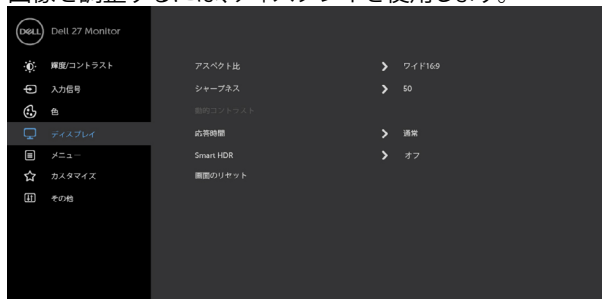 画像を調整するには、ディスプレイを使用します。
DELL Dell 27 Monitor
輝度/コントラスト
アスペクト比 ワイド16:9
入力信号
シャープネス 50
色
動的コントラスト
ディスプレイ
応答時間 通常
メニュー
Smart HDR オフ
カスタマイズ
画面のリセット
その他